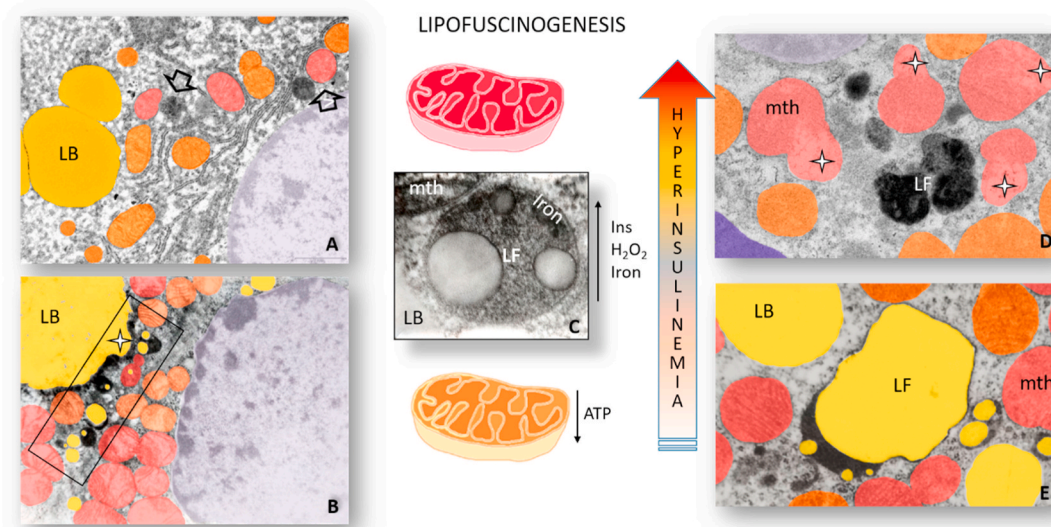 LIPOFUSCINOGENESIS
LB
A
LB
B
mth
Iron
LF
LB
C
Ins
H₂O₂
Iron
ATP
HYPERINSULINEMIA
mth
LF
D
LB
LF
mth
E